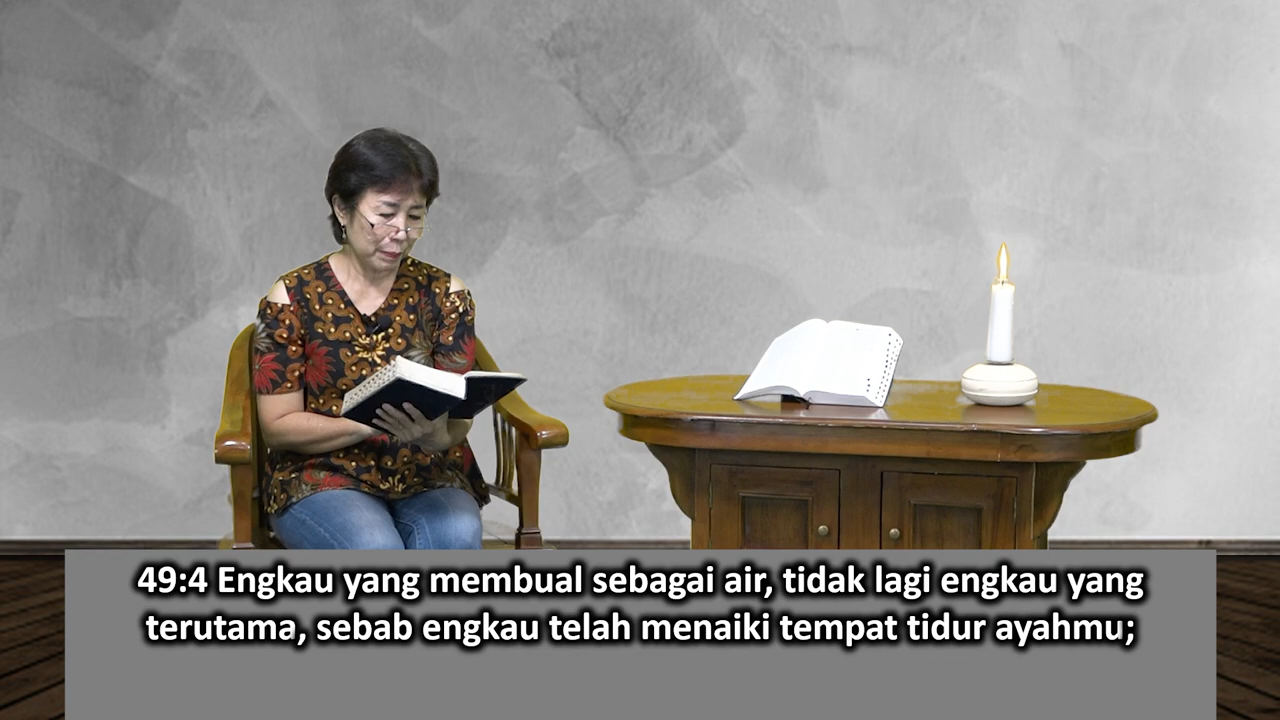 49:4 Engkau yang membual sebagai air, tidak lagi engkau yang
terutama, sebab engkau telah menaiki tempat tidur ayahmu;